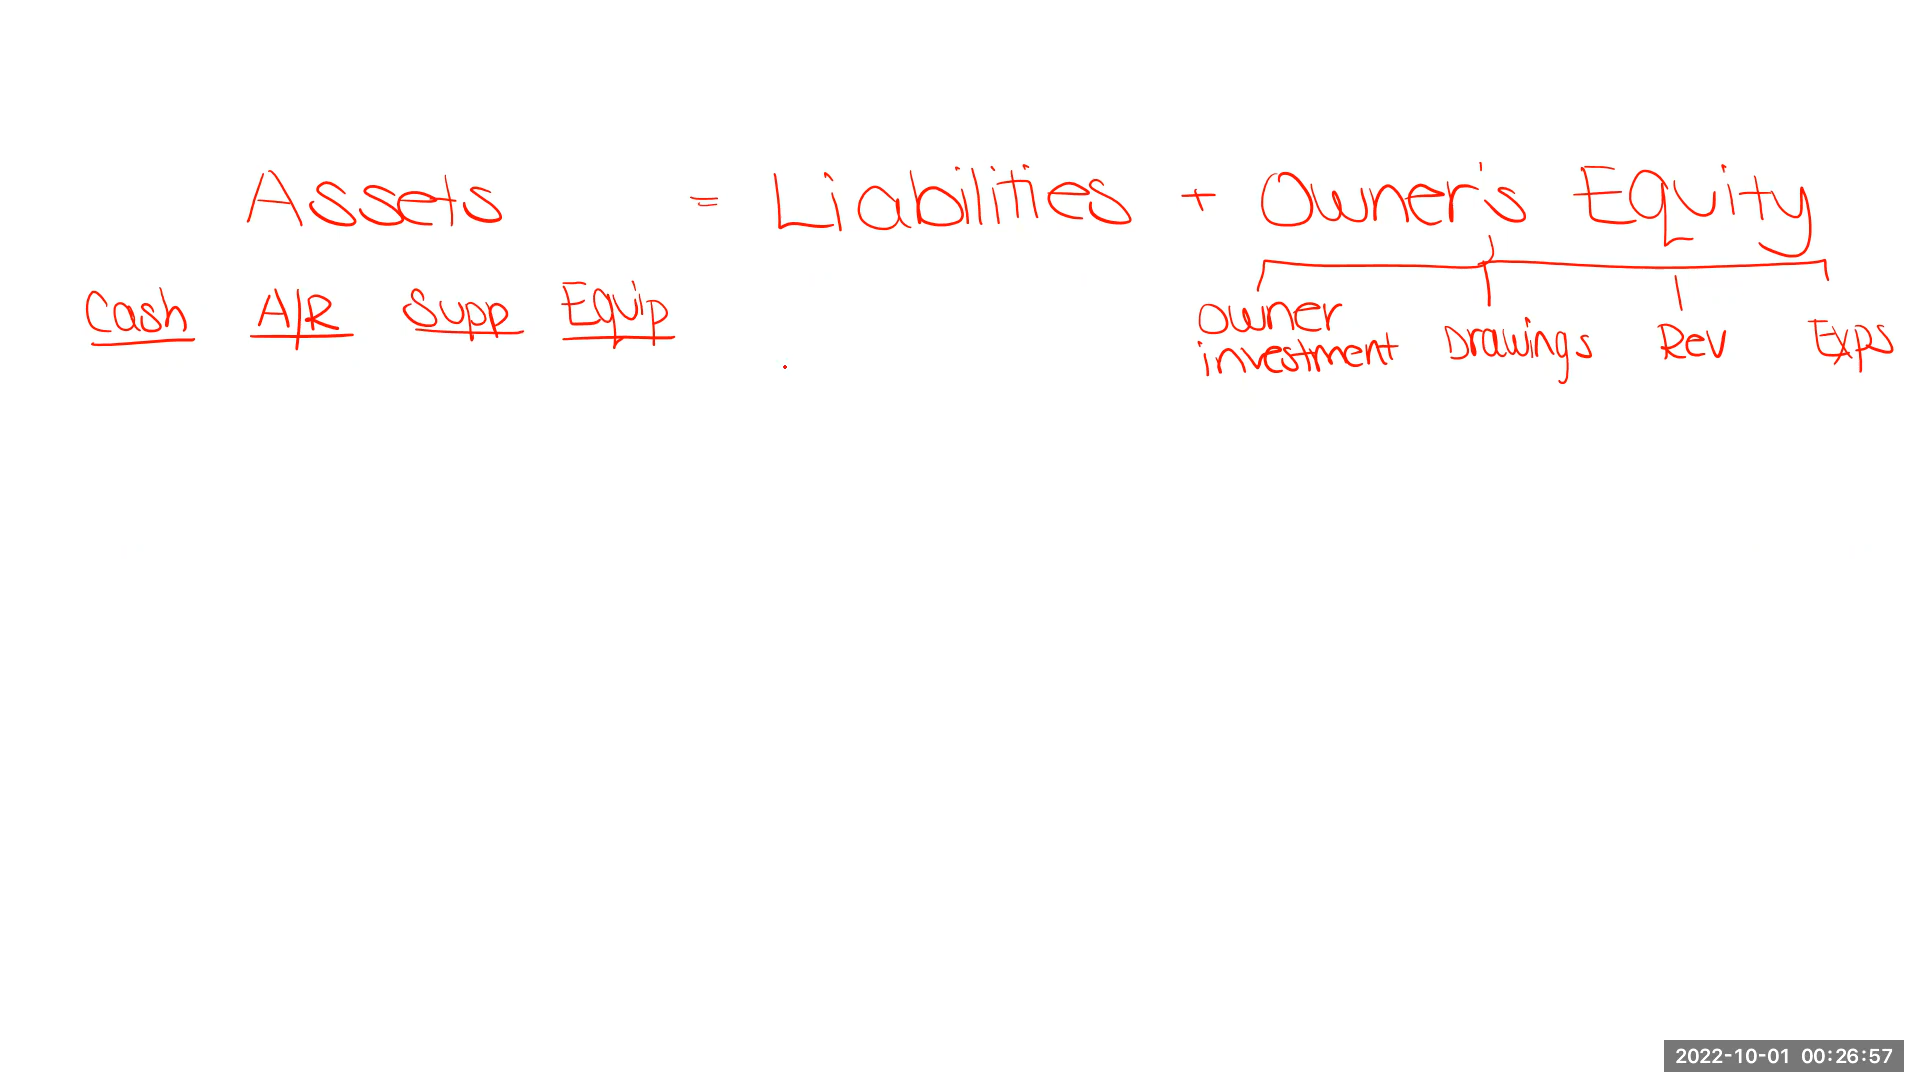 Assets = Liabilities + Owner's Equity
Cash A/R Supp Equip
owner investment Drawings Rev Exps
2022-10-01 00:26:57